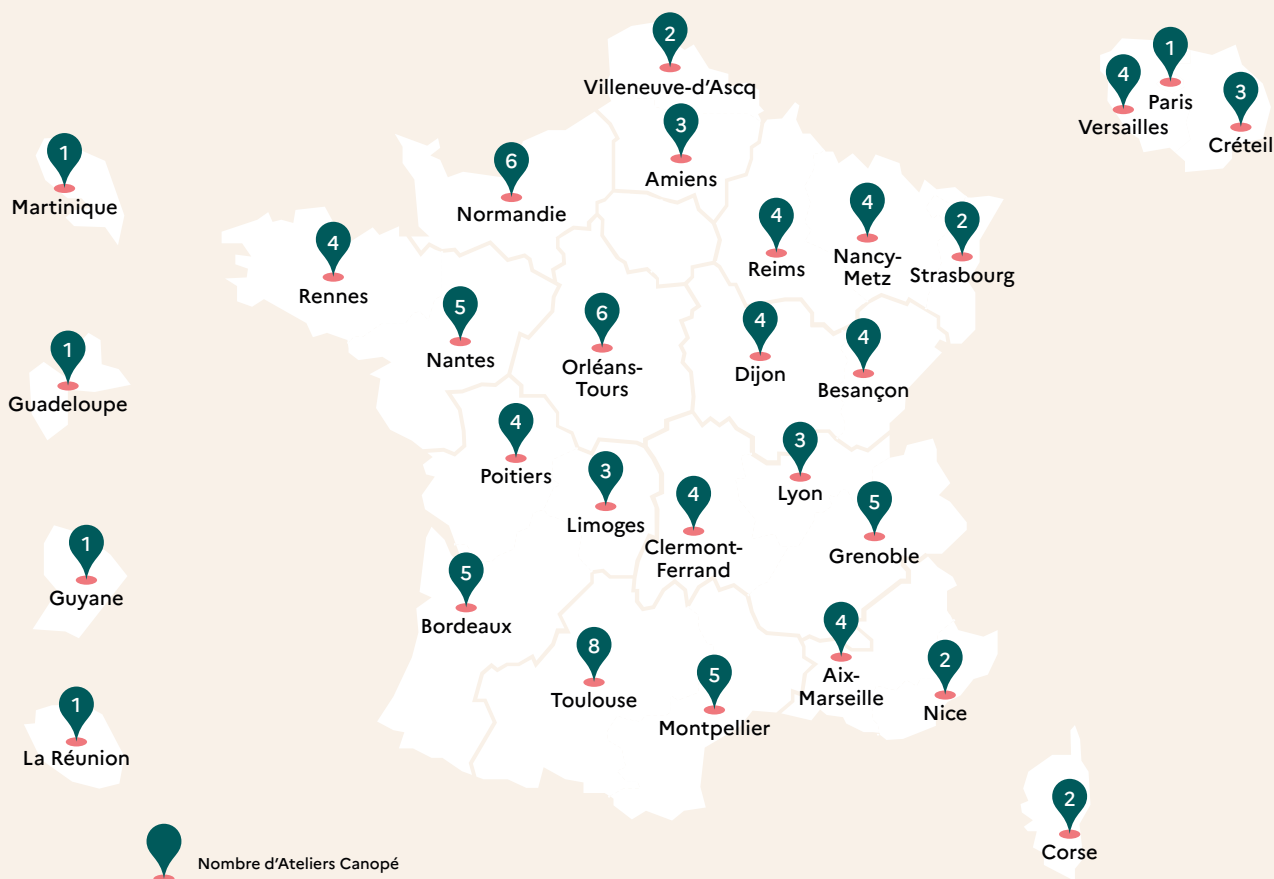 2
Villeneuve-d'Ascq
1
Paris
4
Versailles
3
Créteil
3
Amiens
1
Martinique
6
Normandie
4
Rennes
4
Reims
4
Nancy-
Metz
2
Strasbourg
5
Nantes
6
Orléans-
Tours
4
Dijon
4
Besançon
1
Guadeloupe
4
Poitiers
3
Limoges
3
Lyon
4
Clermont-
Ferrand
5
Grenoble
1
Guyane
5
Bordeaux
8
Toulouse
5
Montpellier
4
Aix-
Marseille
2
Nice
1
La Réunion
2
Corse
Nombre d'Ateliers Canopé